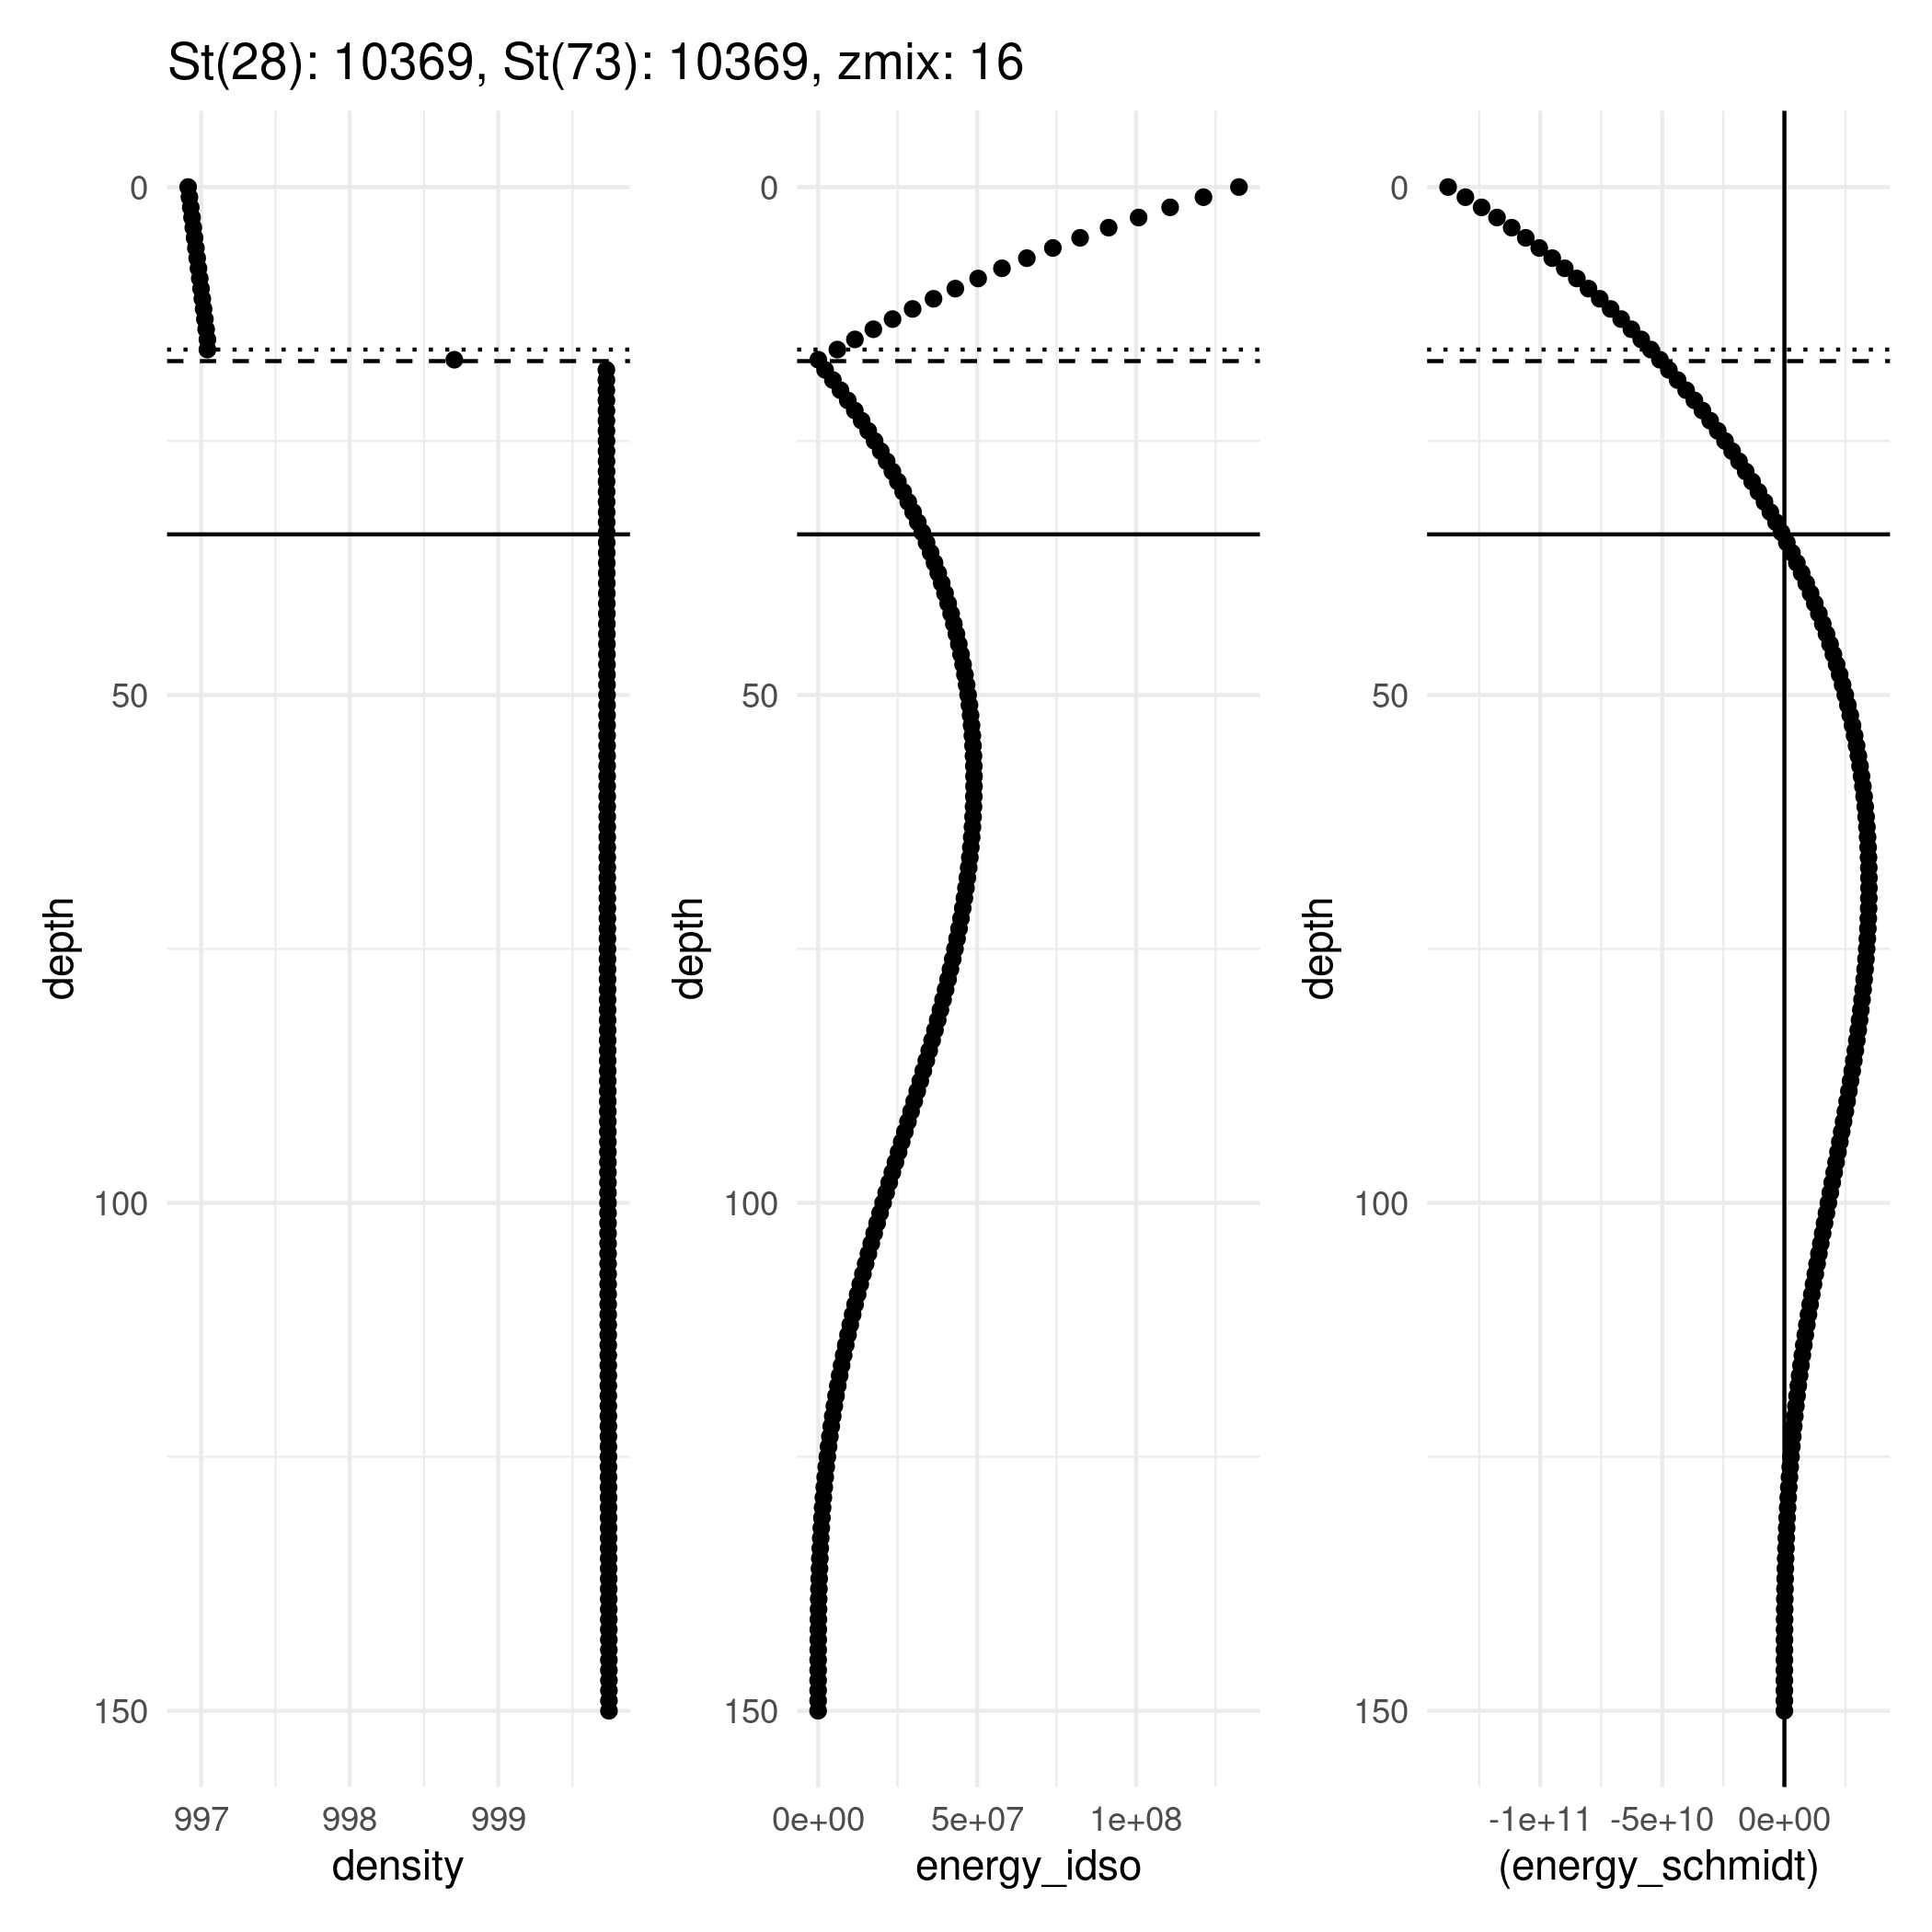 St(28): 10369, St(73): 10369, zmix: 16
0
50
100
150
depth
997 998 999
density
0
50
100
150
depth
0e+00 5e+07 1e+08
energy_idso
0
50
100
150
depth
-1e+11 -5e+10 0e+00
(energy_schmidt)